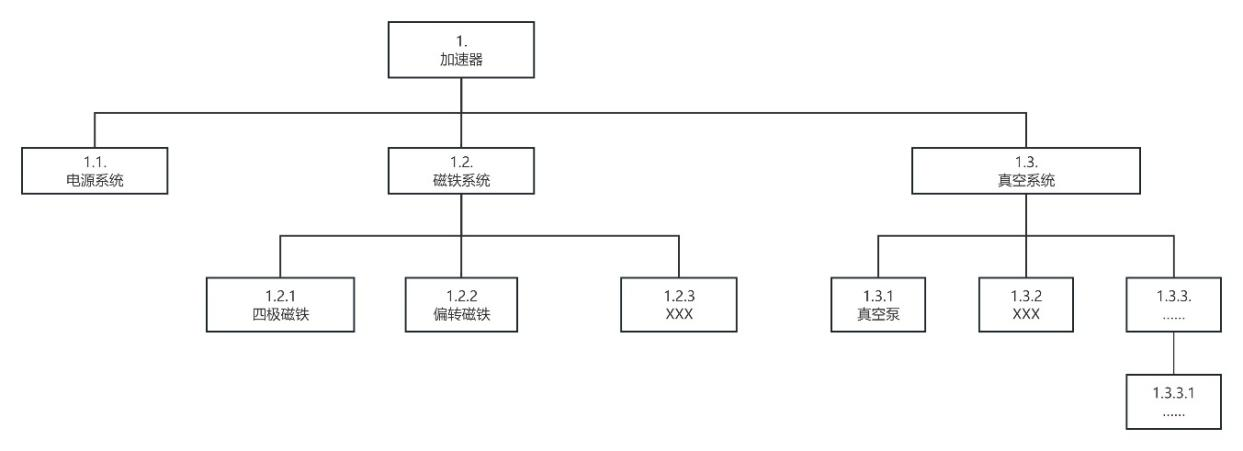 1.
加速器
1.1.
电源系统
1.2.
磁铁系统
1.3.
真空系统
1.2.1
四极磁铁
1.2.2
偏转磁铁
1.2.3
XXX
1.3.1
真空泵
1.3.2
XXX
1.3.3.
......
1.3.3.1
......